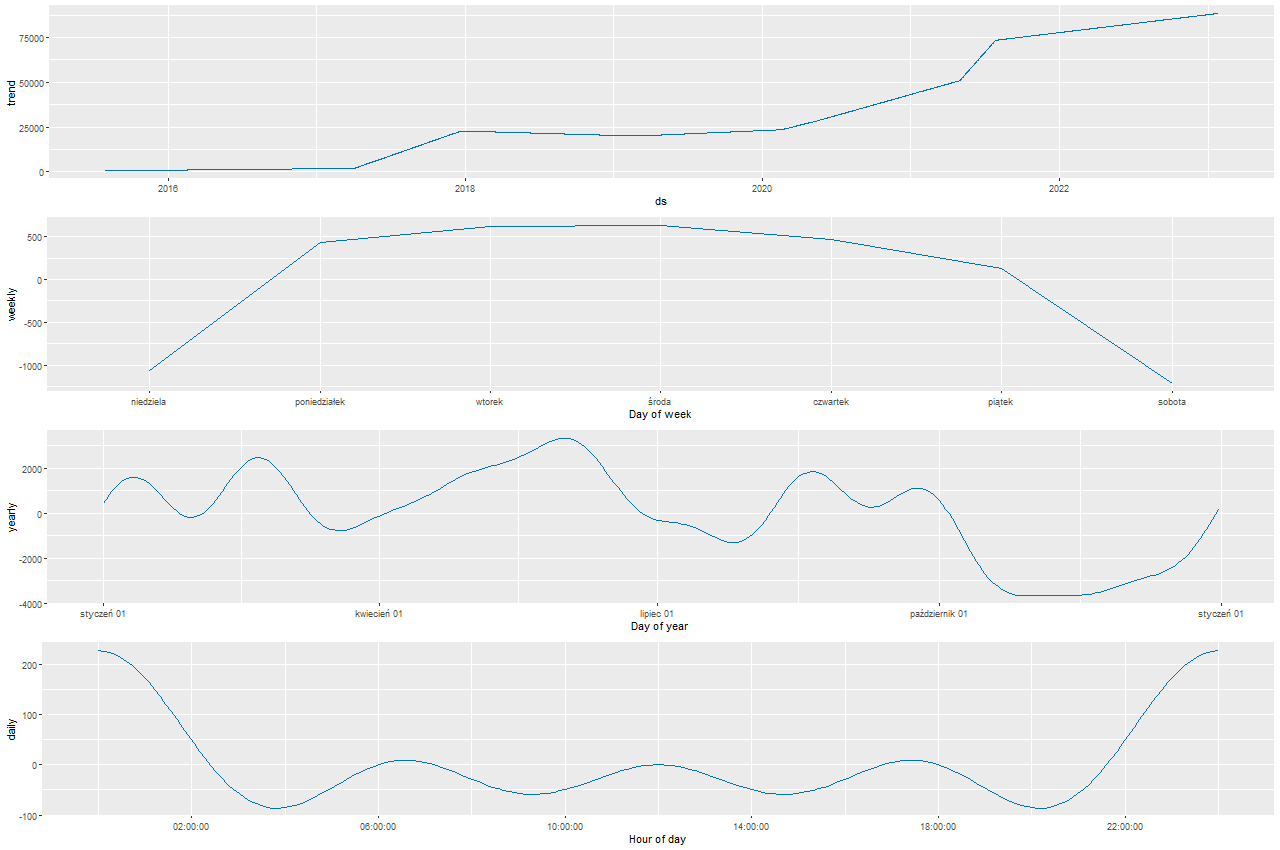 trend
75000
50000
25000
0
2016 2018 2020 2022
ds
weekly
500
0
-500
-1000
niedziela poniedziałek wtorek środa czwartek piątek sobota
Day of week
yearly
2000
0
-2000
-4000
styczeń 01 kwiecień 01 lipiec 01 październik 01 styczeń 01
Day of year
daily
200
100
0
-100
02:00:00 06:00:00 10:00:00 14:00:00 18:00:00 22:00:00
Hour of day